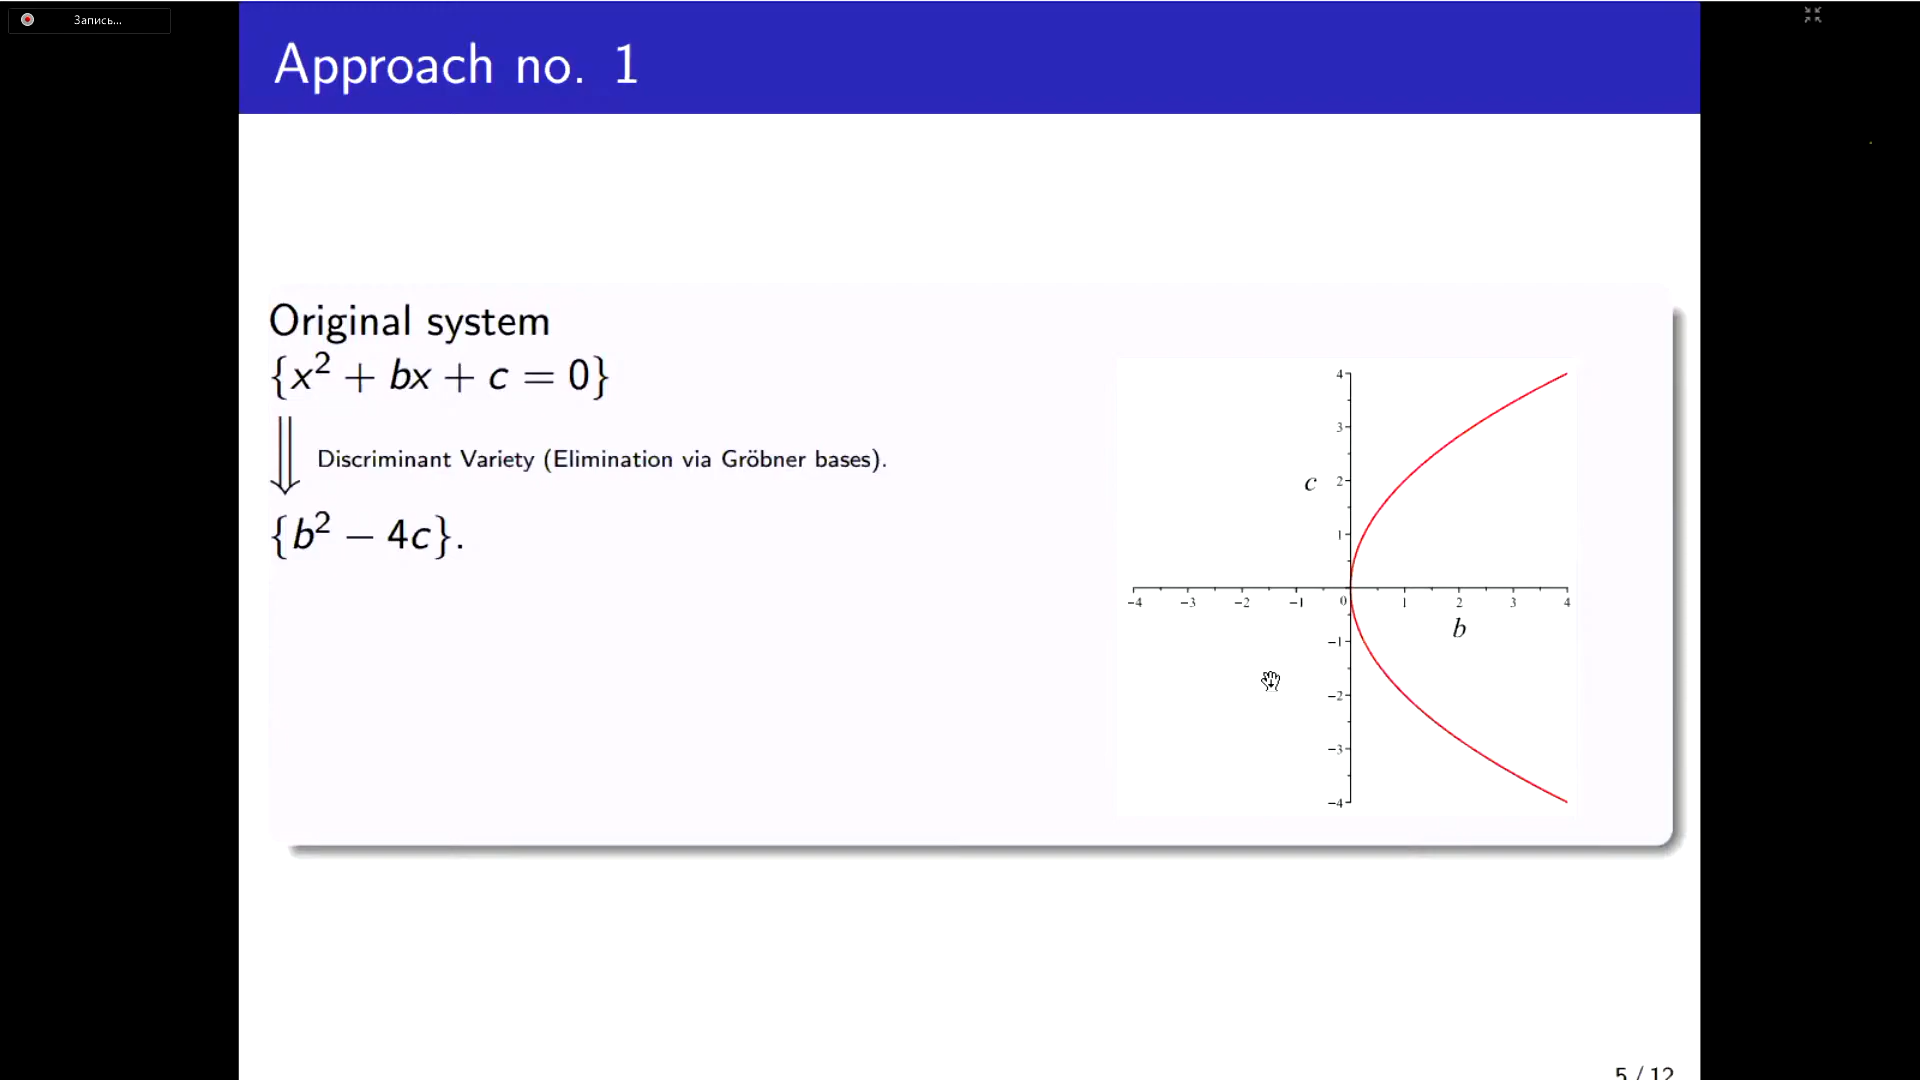 Запись...
Approach no. 1
Original system
{x² + bx + c = 0}
Discriminant Variety (Elimination via Gröbner bases).
{b² − 4c}.
4
3
c 2
1
−4 −3 −2 −1 0 1 2 3 4
b
−1
−2
−3
−4
5 / 12